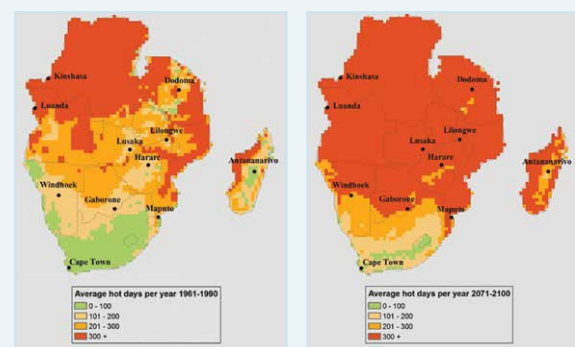 Kinshasa
Dodoma
Luanda
Lilongwe
Lusaka
Harare
Antananarivo
Windhoek
Gaborone
Maputo
Cape Town
Average hot days per year 1961-1990
0 - 100
101 - 200
201 - 300
300 +
Kinshasa
Dodoma
Luanda
Lilongwe
Lusaka
Harare
Antananarivo
Windhoek
Gaborone
Maputo
Cape Town
Average hot days per year 2071-2100
0 - 100
101 - 200
201 - 300
300 +